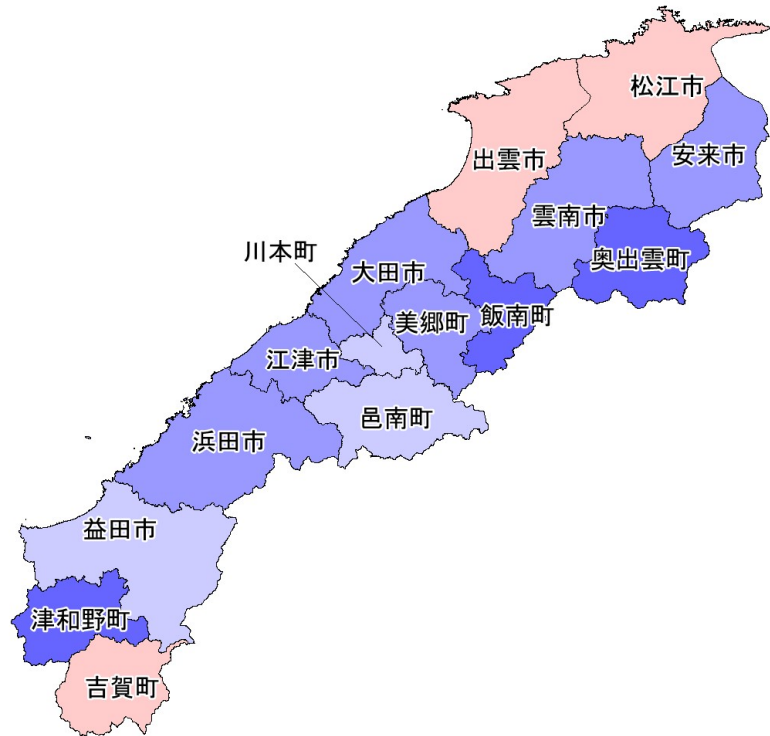 松江市
安来市
出雲市
雲南市
川本町
大田市
奥出雲町
美郷町
飯南町
江津市
邑南町
浜田市
益田市
津和野町
吉賀町